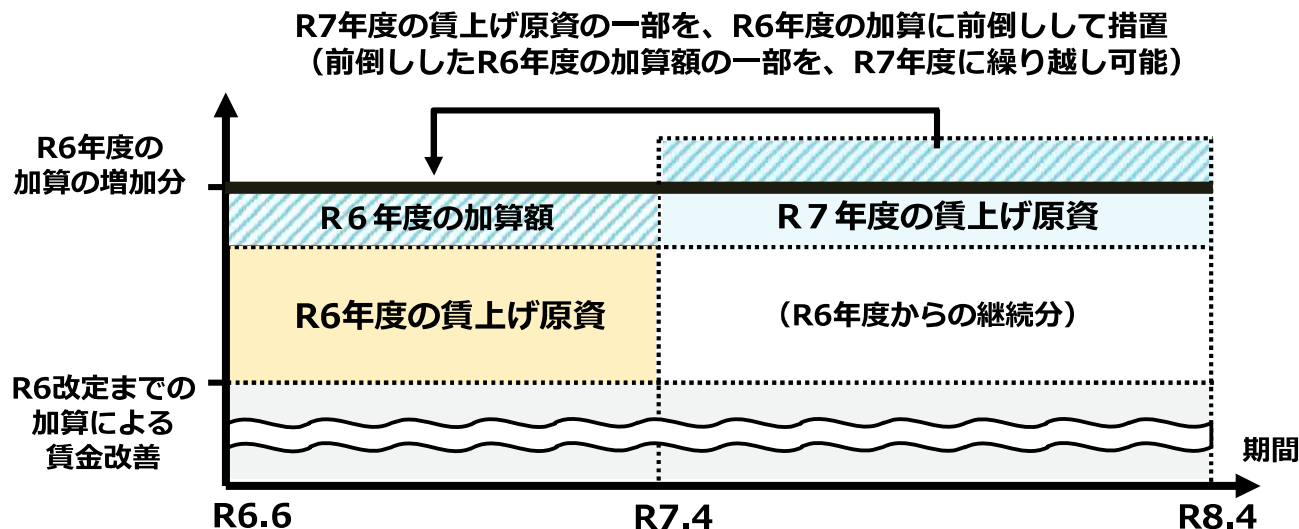 R7年度の賃上げ原資の一部を、R6年度の加算に前倒しして措置
（前倒ししたR6年度の加算額の一部を、R7年度に繰り越し可能）
R6年度の
加算の増加分
R６年度の加算額
R７年度の賃上げ原資
R6年度の賃上げ原資
（R6年度からの継続分）
R6改定までの
加算による
賃金改善
期間
R6.6
R7.4
R8.4